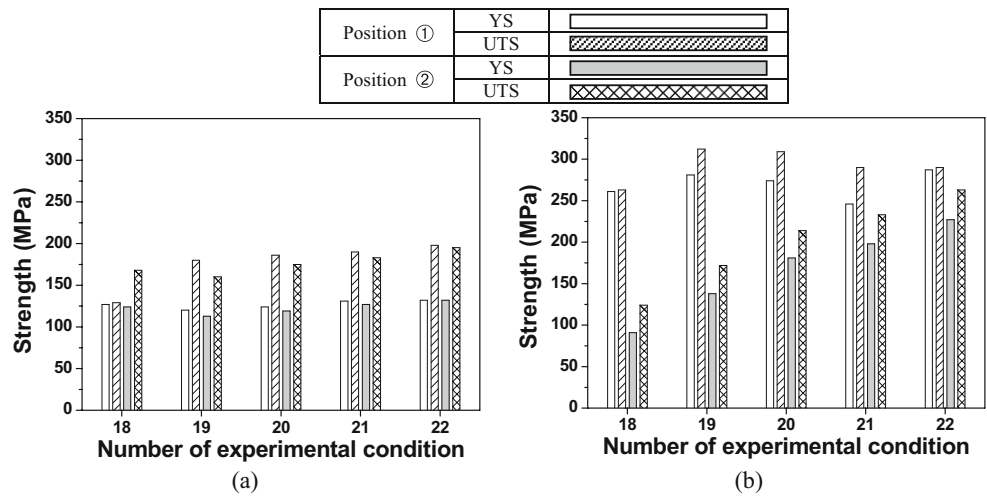 Position ① YS
UTS
Position ② YS
UTS
350
300
250
200
150
100
50
0
Strength (MPa)
18 19 20 21 22
Number of experimental condition
(a)
350
300
250
200
150
100
50
0
Strength (MPa)
18 19 20 21 22
Number of experimental condition
(b)